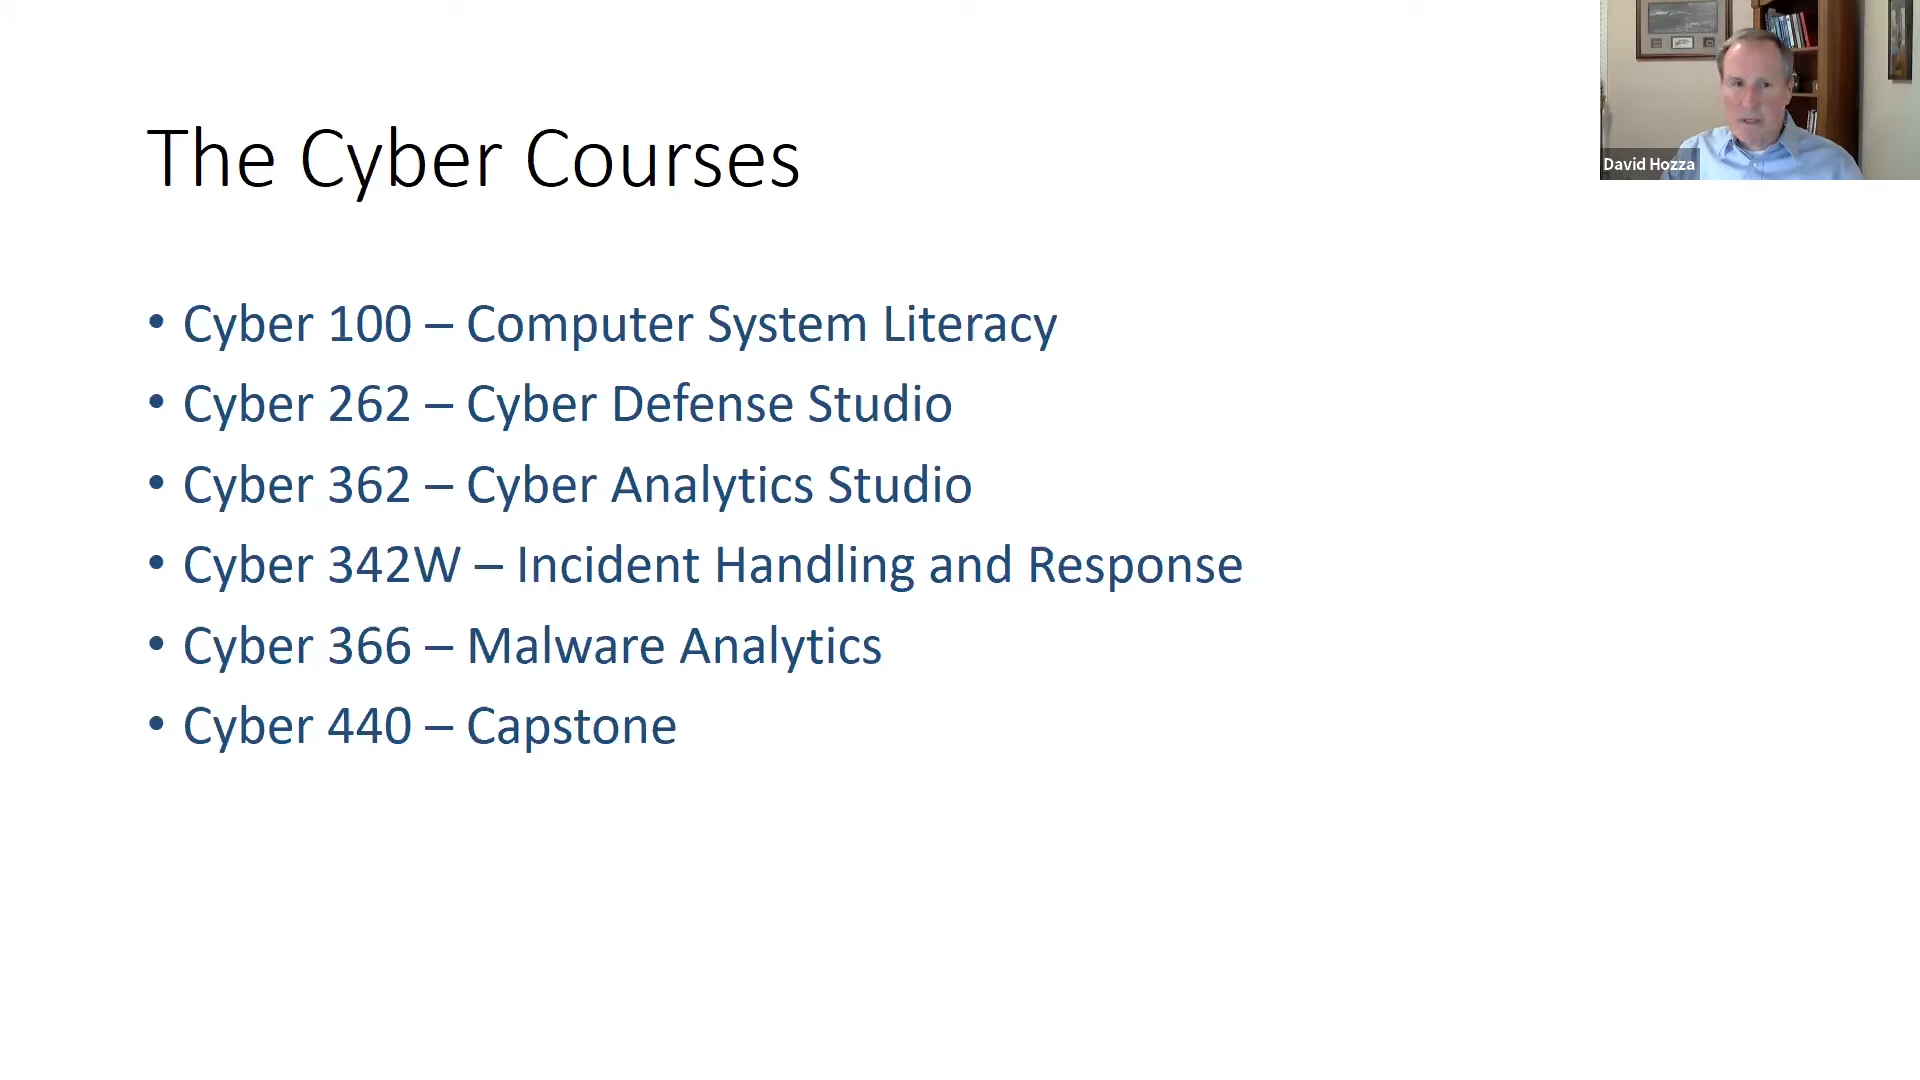 The Cyber Courses
David Hozza
• Cyber 100 – Computer System Literacy
• Cyber 262 – Cyber Defense Studio
• Cyber 362 – Cyber Analytics Studio
• Cyber 342W – Incident Handling and Response
• Cyber 366 – Malware Analytics
• Cyber 440 – Capstone